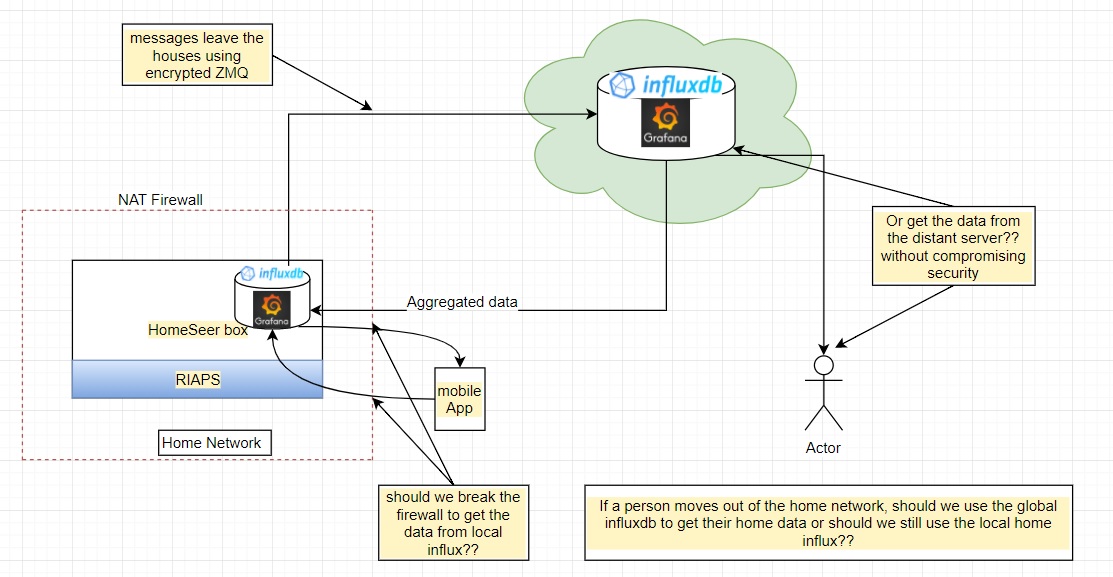 messages leave the
houses using
encrypted ZMQ
influxdb
Grafana
NAT Firewall
Or get the data from
the distant server??
without compromising
security
influxdb
Grafana
Aggregated data
HomeSeer box
RIAPS
mobile
App
Home Network
Actor
should we break the
firewall to get the
data from local
influx??
If a person moves out of the home network, should we use the global
influxdb to get their home data or should we still use the local home
influx??